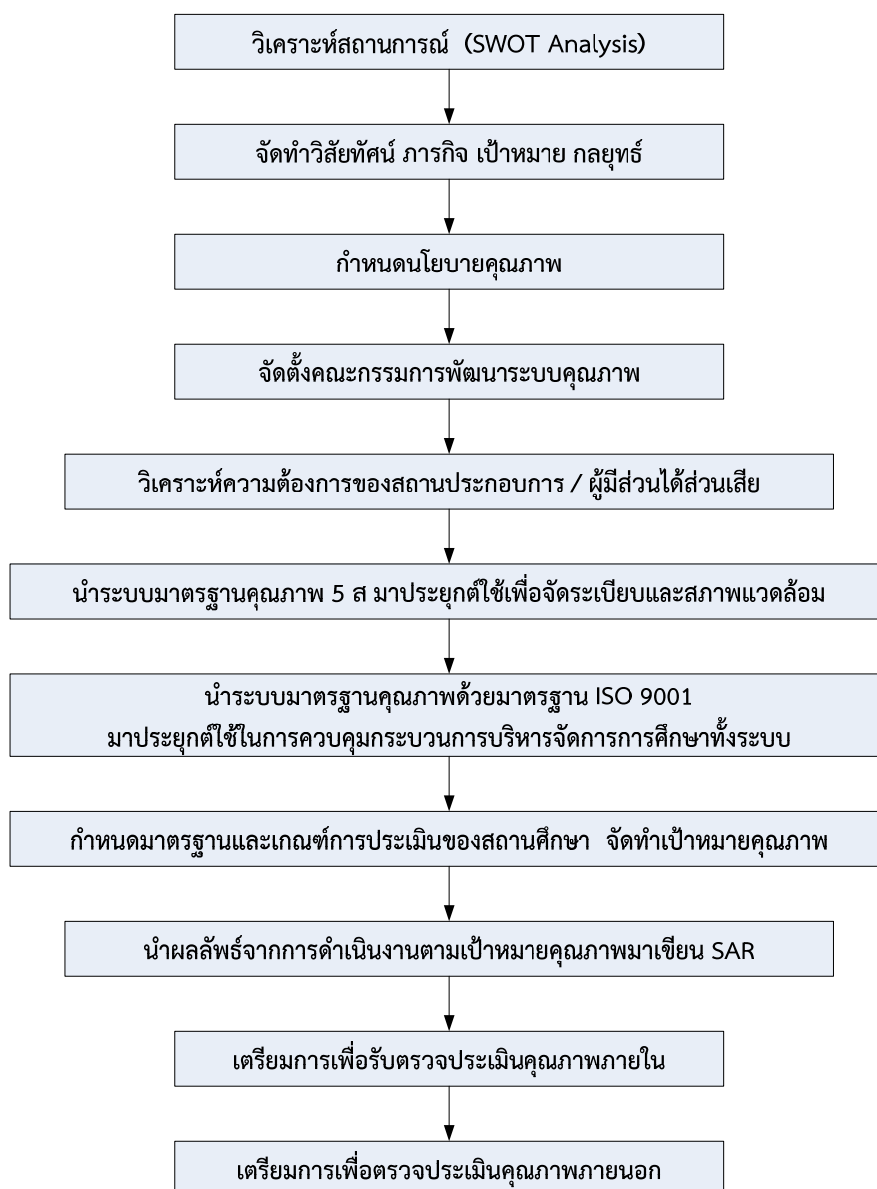 วิเคราะห์สถานการณ์ (SWOT Analysis)
จัดทำวิสัยทัศน์ ภารกิจ เป้าหมาย กลยุทธ์
กำหนดนโยบายคุณภาพ
จัดตั้งคณะกรรมการพัฒนาระบบคุณภาพ
วิเคราะห์ความต้องการของสถานประกอบการ / ผู้มีส่วนได้ส่วนเสีย
นำระบบมาตรฐานคุณภาพ 5 ส มาประยุกต์ใช้เพื่อจัดระเบียบและสภาพแวดล้อม
นำระบบมาตรฐานคุณภาพด้วยมาตรฐาน ISO 9001
มาประยุกต์ใช้ในการควบคุมกระบวนการบริหารจัดการการศึกษาทั้งระบบ
กำหนดมาตรฐานและเกณฑ์การประเมินของสถานศึกษา จัดทำเป้าหมายคุณภาพ
นำผลลัพธ์จากการดำเนินงานตามเป้าหมายคุณภาพมาเขียน SAR
เตรียมการเพื่อรับตรวจประเมินคุณภาพภายใน
เตรียมการเพื่อตรวจประเมินคุณภาพภายนอก